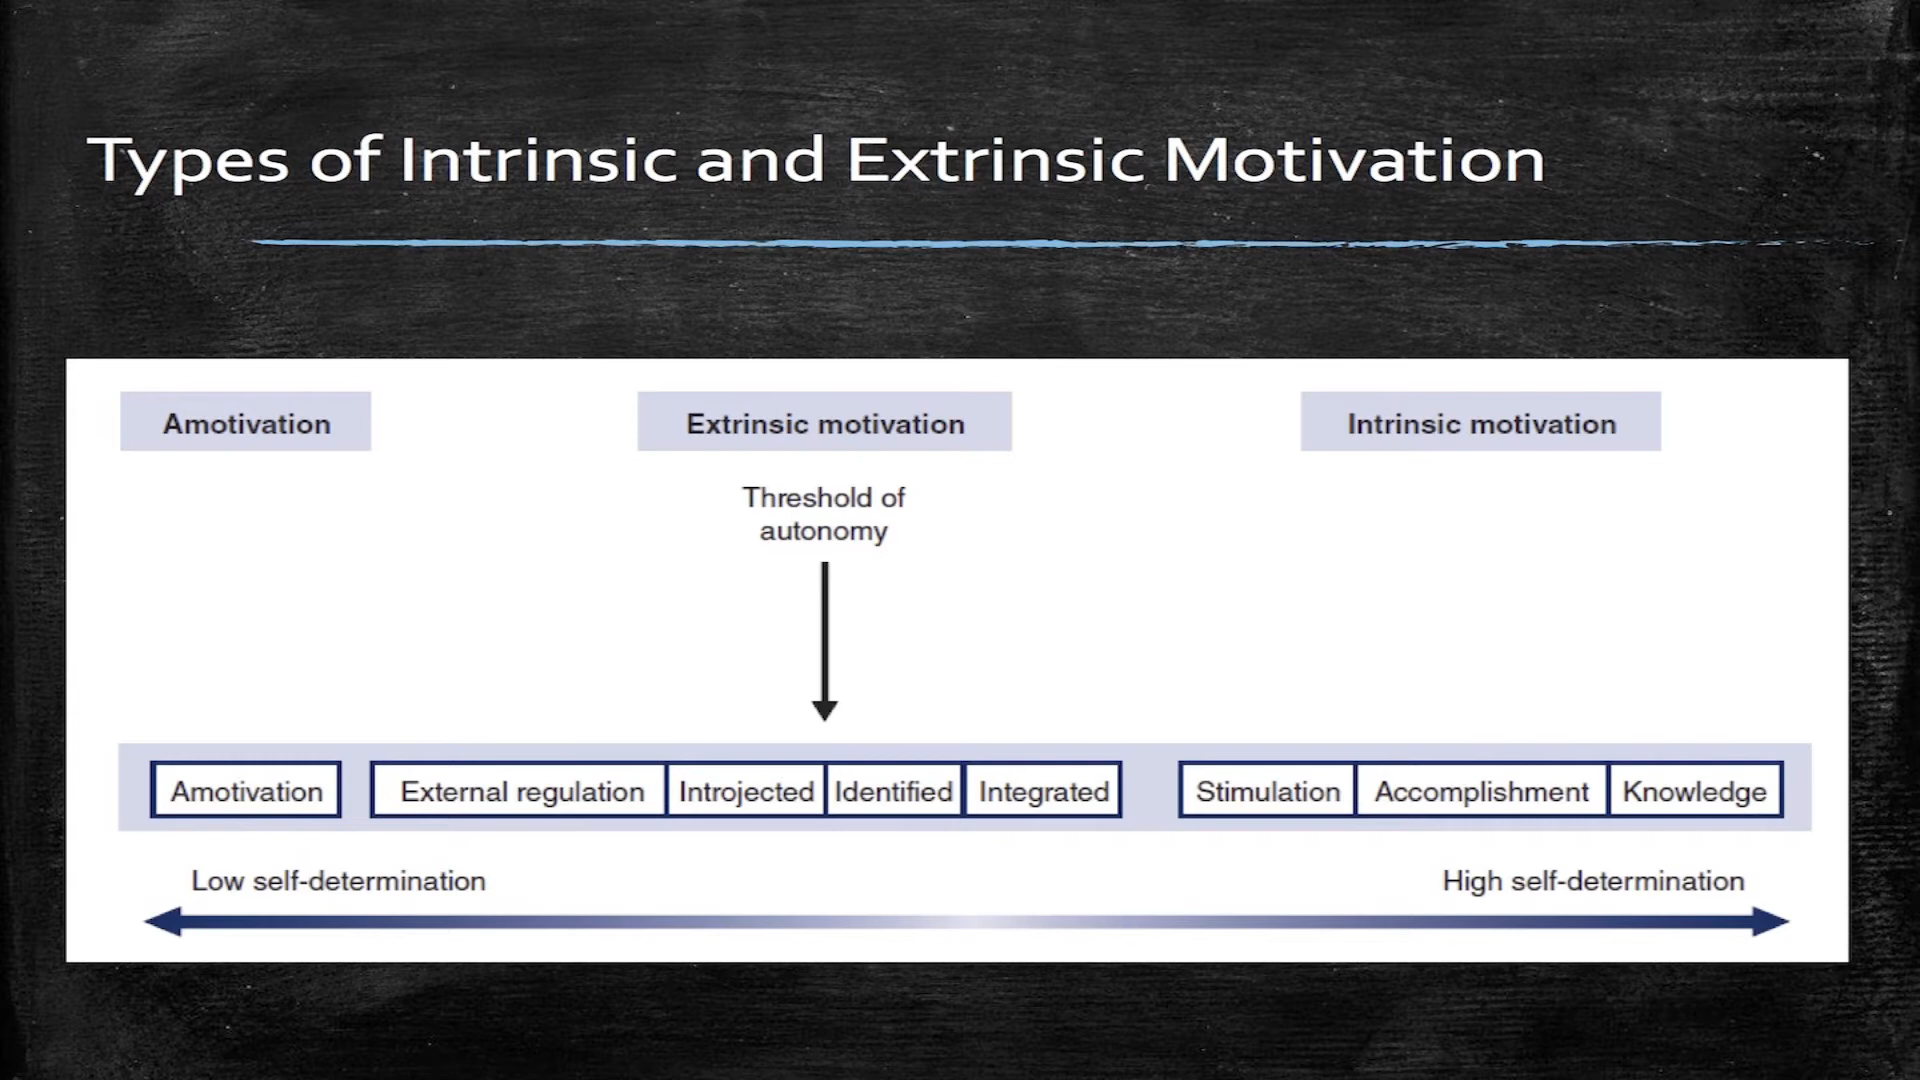 Types of Intrinsic and Extrinsic Motivation
Amotivation
Extrinsic motivation
Intrinsic motivation
Threshold of
autonomy
Amotivation
External regulation
Introjected
Identified
Integrated
Stimulation
Accomplishment
Knowledge
Low self-determination
High self-determination